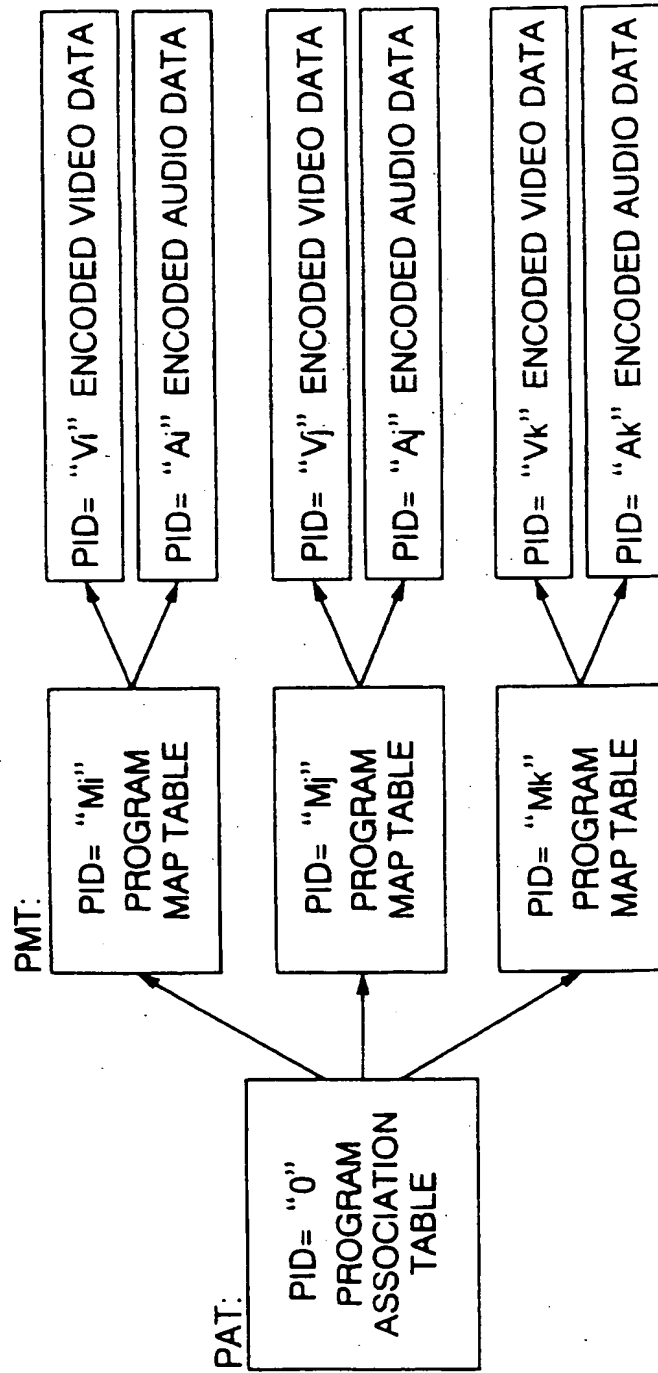 PAT:
PID= "0"
PROGRAM
ASSOCIATION
TABLE
PMT:
PID= "Mi"
PROGRAM
MAP TABLE
PID= "Mj"
PROGRAM
MAP TABLE
PID= "Mk"
PROGRAM
MAP TABLE
PID= "Vi" ENCODED VIDEO DATA
PID= "Ai" ENCODED AUDIO DATA
PID= "Vj" ENCODED VIDEO DATA
PID= "Aj" ENCODED AUDIO DATA
PID= "Vk" ENCODED VIDEO DATA
PID= "Ak" ENCODED AUDIO DATA